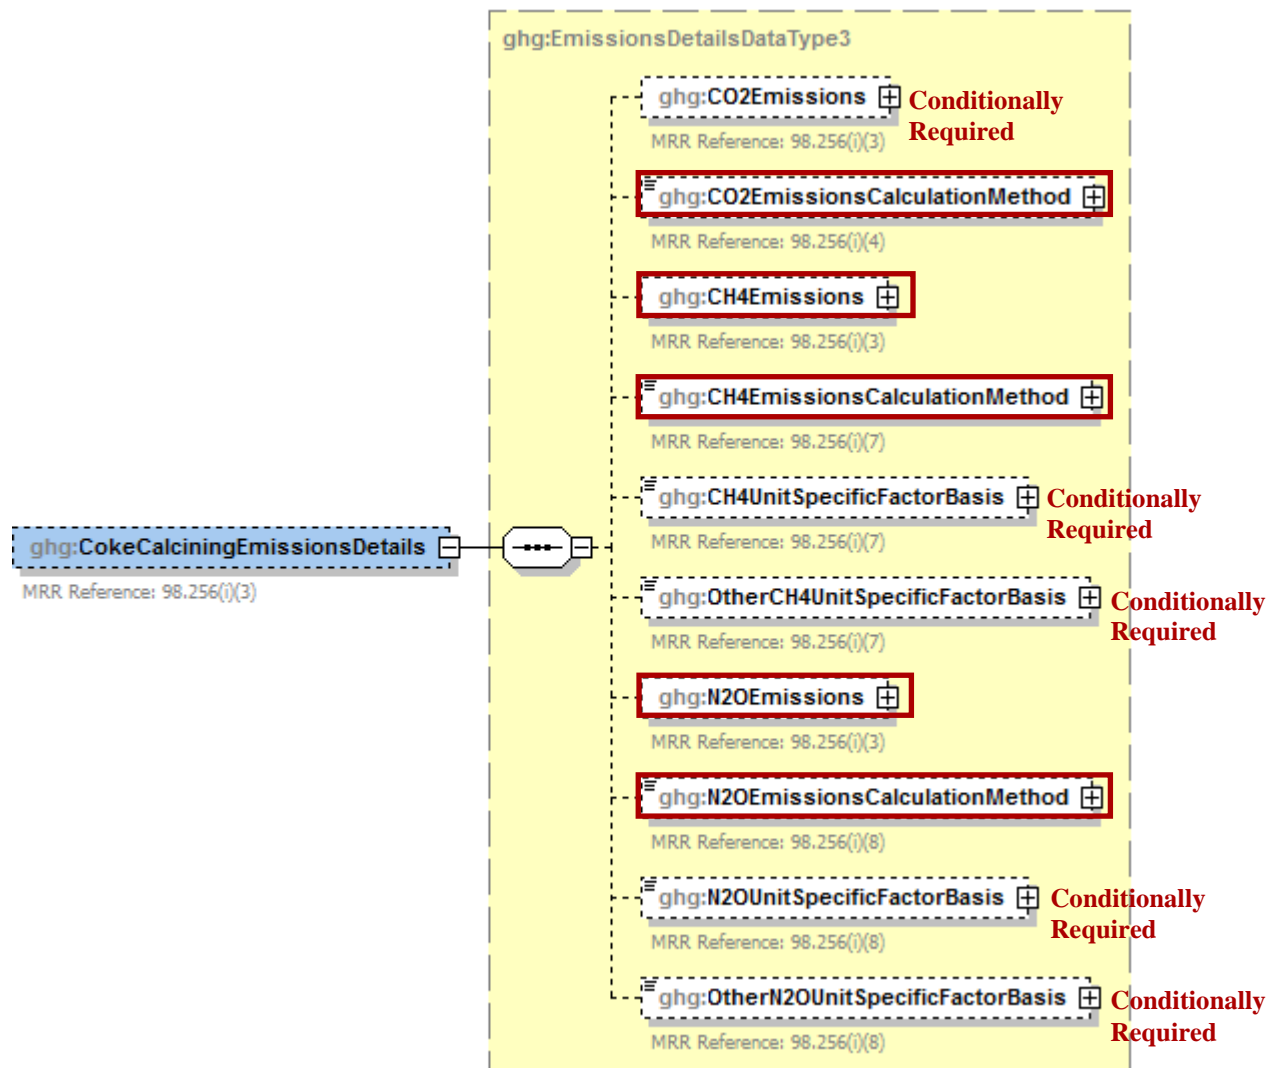 ghg:EmissionsDetailsDataType3
ghg:CO2Emissions
Conditionally
Required
MRR Reference: 98.256(i)(3)
ghg:CO2EmissionsCalculationMethod
MRR Reference: 98.256(i)(4)
ghg:CH4Emissions
MRR Reference: 98.256(i)(3)
ghg:CH4EmissionsCalculationMethod
MRR Reference: 98.256(i)(7)
ghg:CH4UnitSpecificFactorBasis
Conditionally
Required
MRR Reference: 98.256(i)(7)
ghg:CokeCalciningEmissionsDetails
MRR Reference: 98.256(i)(3)
ghg:OtherCH4UnitSpecificFactorBasis
Conditionally
Required
MRR Reference: 98.256(i)(7)
ghg:N2OEmissions
MRR Reference: 98.256(i)(3)
ghg:N2OEmissionsCalculationMethod
MRR Reference: 98.256(i)(8)
ghg:N2OUnitSpecificFactorBasis
Conditionally
Required
MRR Reference: 98.256(i)(8)
ghg:OtherN2OUnitSpecificFactorBasis
Conditionally
Required
MRR Reference: 98.256(i)(8)